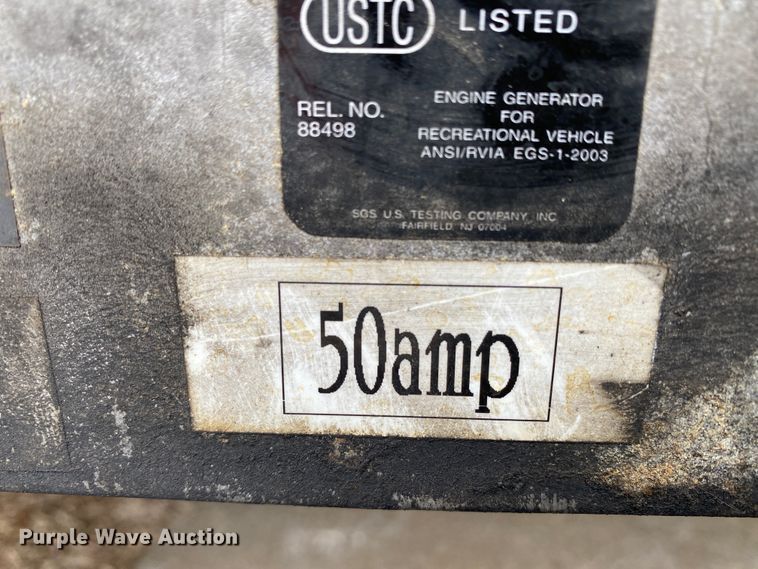 USTC LISTED
REL. NO.
88498
ENGINE GENERATOR
FOR
RECREATIONAL VEHICLE
ANSI/RVIA EGS-1-2003
SGS U.S. TESTING COMPANY, INC.
FAIRFIELD, NJ 07004
50amp
Purple Wave Auction